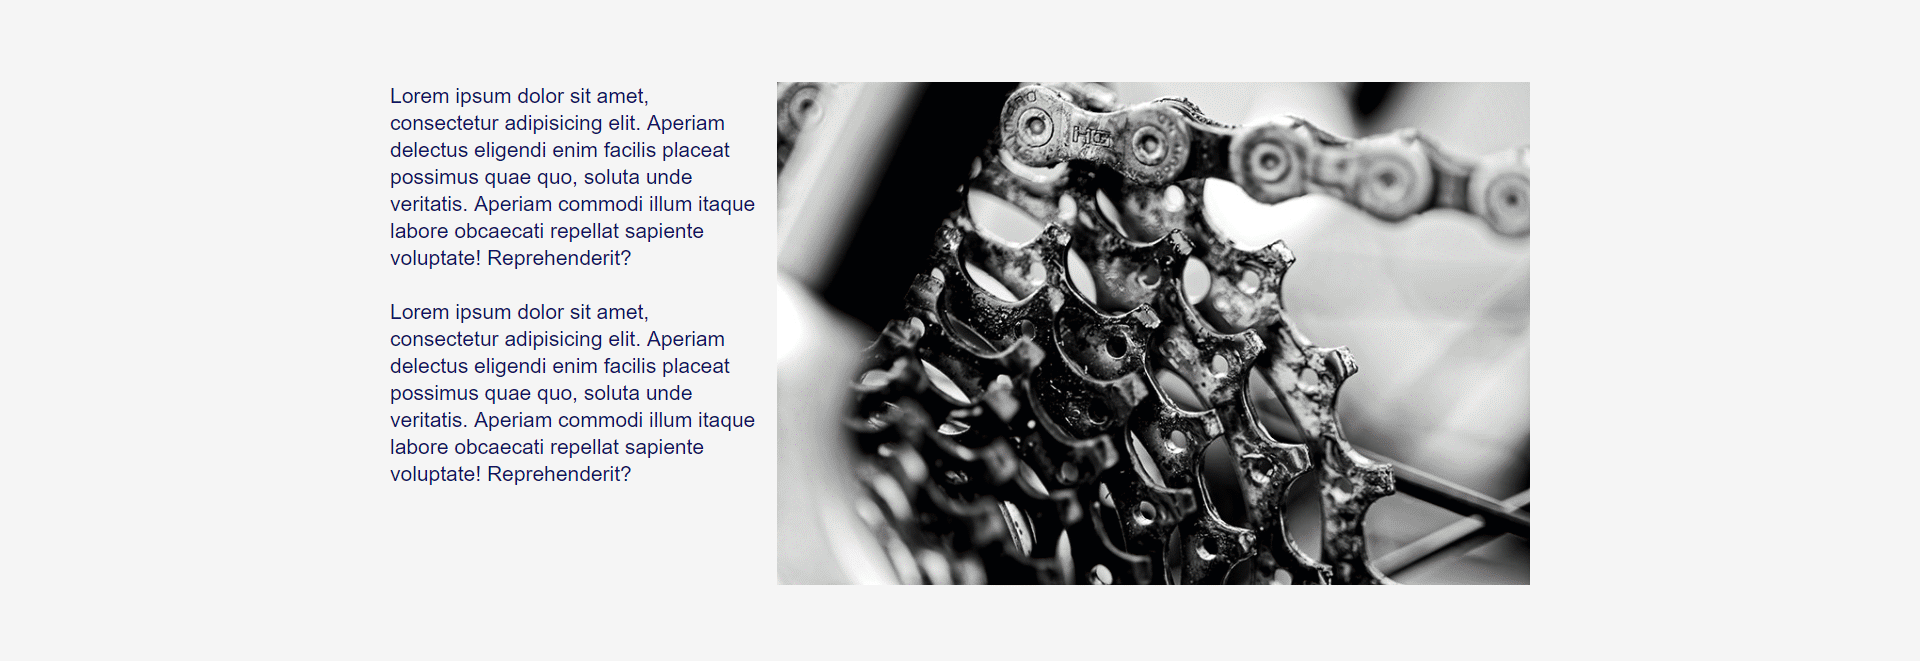 Lorem ipsum dolor sit amet,
consectetur adipisicing elit. Aperiam
delectus eligendi enim facilis placeat
possimus quae quo, soluta unde
veritatis. Aperiam commodi illum itaque
labore obcaecati repellat sapiente
voluptate! Reprehenderit?
Lorem ipsum dolor sit amet,
consectetur adipisicing elit. Aperiam
delectus eligendi enim facilis placeat
possimus quae quo, soluta unde
veritatis. Aperiam commodi illum itaque
labore obcaecati repellat sapiente
voluptate! Reprehenderit?
HG